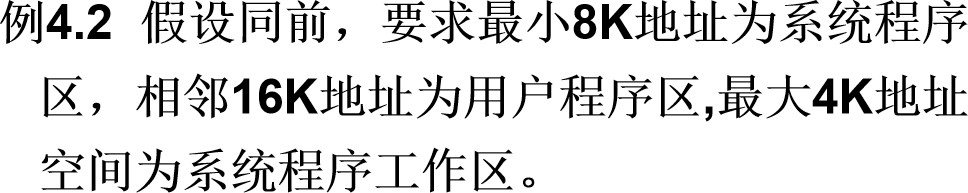 例4.2 假设同前，要求最小8K地址为系统程序
区，相邻16K地址为用户程序区,最大4K地址
空间为系统程序工作区。